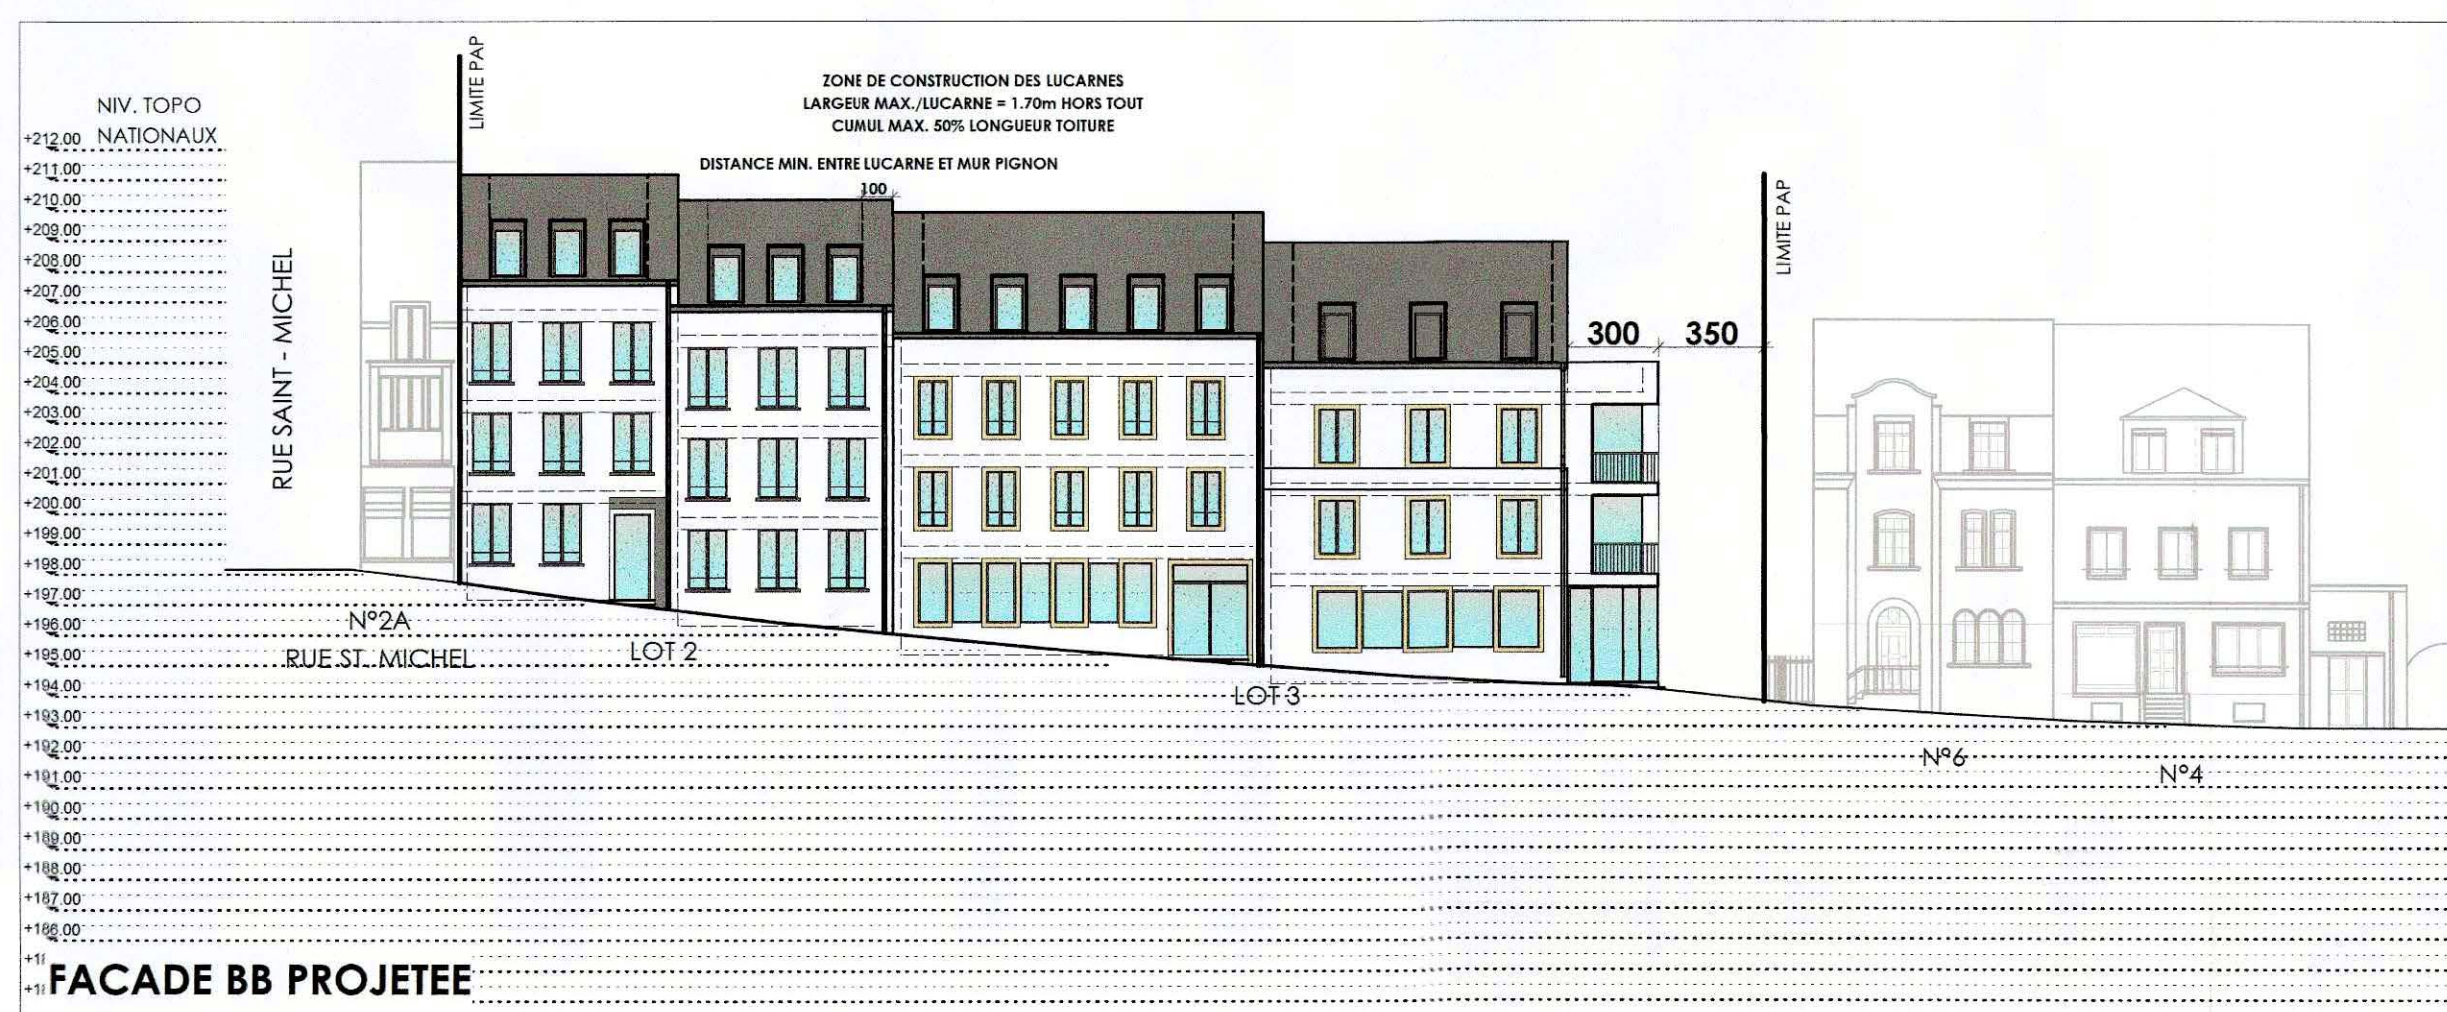 LIMITE PAP
NIV. TOPO
NATIONAUX
ZONE DE CONSTRUCTION DES LUCARNES
LARGEUR MAX./LUCARNE = 1.70m HORS TOUT
CUMUL MAX. 50% LONGUEUR TOITURE
DISTANCE MIN. ENTRE LUCARNE ET MUR PIGNON
100
+212.00
+211.00
+210.00
+209.00
+208.00
+207.00
+206.00
+205.00
+204.00
+203.00
+202.00
+201.00
+200.00
+199.00
+198.00
+197.00
+196.00
+195.00
+194.00
+193.00
+192.00
+191.00
+190.00
+189.00
+188.00
+187.00
+186.00
RUE SAINT - MICHEL
LIMITE PAP
300
350
N°2A
RUE ST. MICHEL
LOT 2
LOT 3
N°6
N°4
FACADE BB PROJETEE